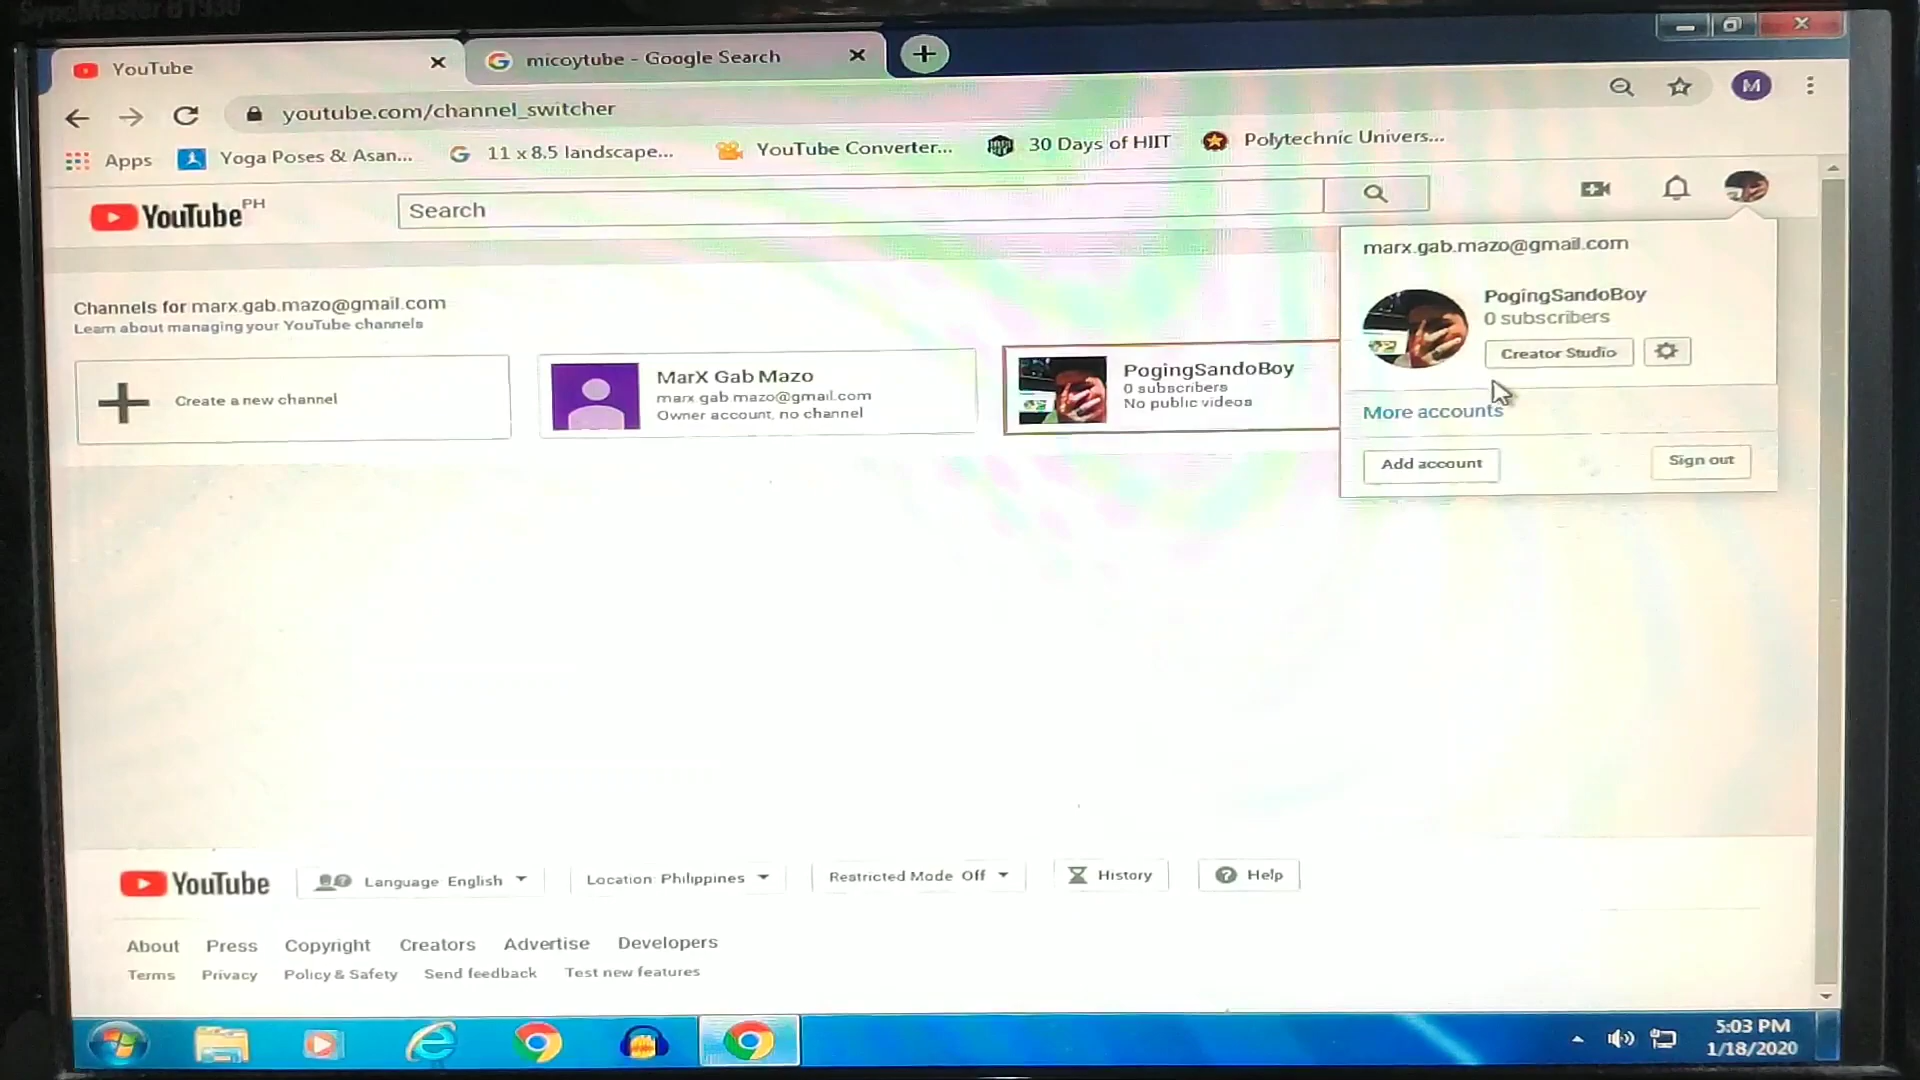 SyncMaster B1930
YouTube
micoytube - Google Search
youtube.com/channel_switcher
M
Apps
Yoga Poses & Asan...
11 x 8.5 landscape...
YouTube Converter...
30 Days of HIIT
Polytechnic Univers...
YouTube PH
Search
marx.gab.mazo@gmail.com
PogingSandoBoy
0 subscribers
Creator Studio
More accounts
Add account
Sign out
Channels for marx.gab.mazo@gmail.com
Learn about managing your YouTube channels
Create a new channel
MarX Gab Mazo
marx.gab.mazo@gmail.com
Owner account, no channel
PogingSandoBoy
0 subscribers
No public videos
YouTube
Language: English
Location: Philippines
Restricted Mode: Off
History
Help
About Press Copyright Creators Advertise Developers
Terms Privacy Policy & Safety Send feedback Test new features
5:03 PM
1/18/2020